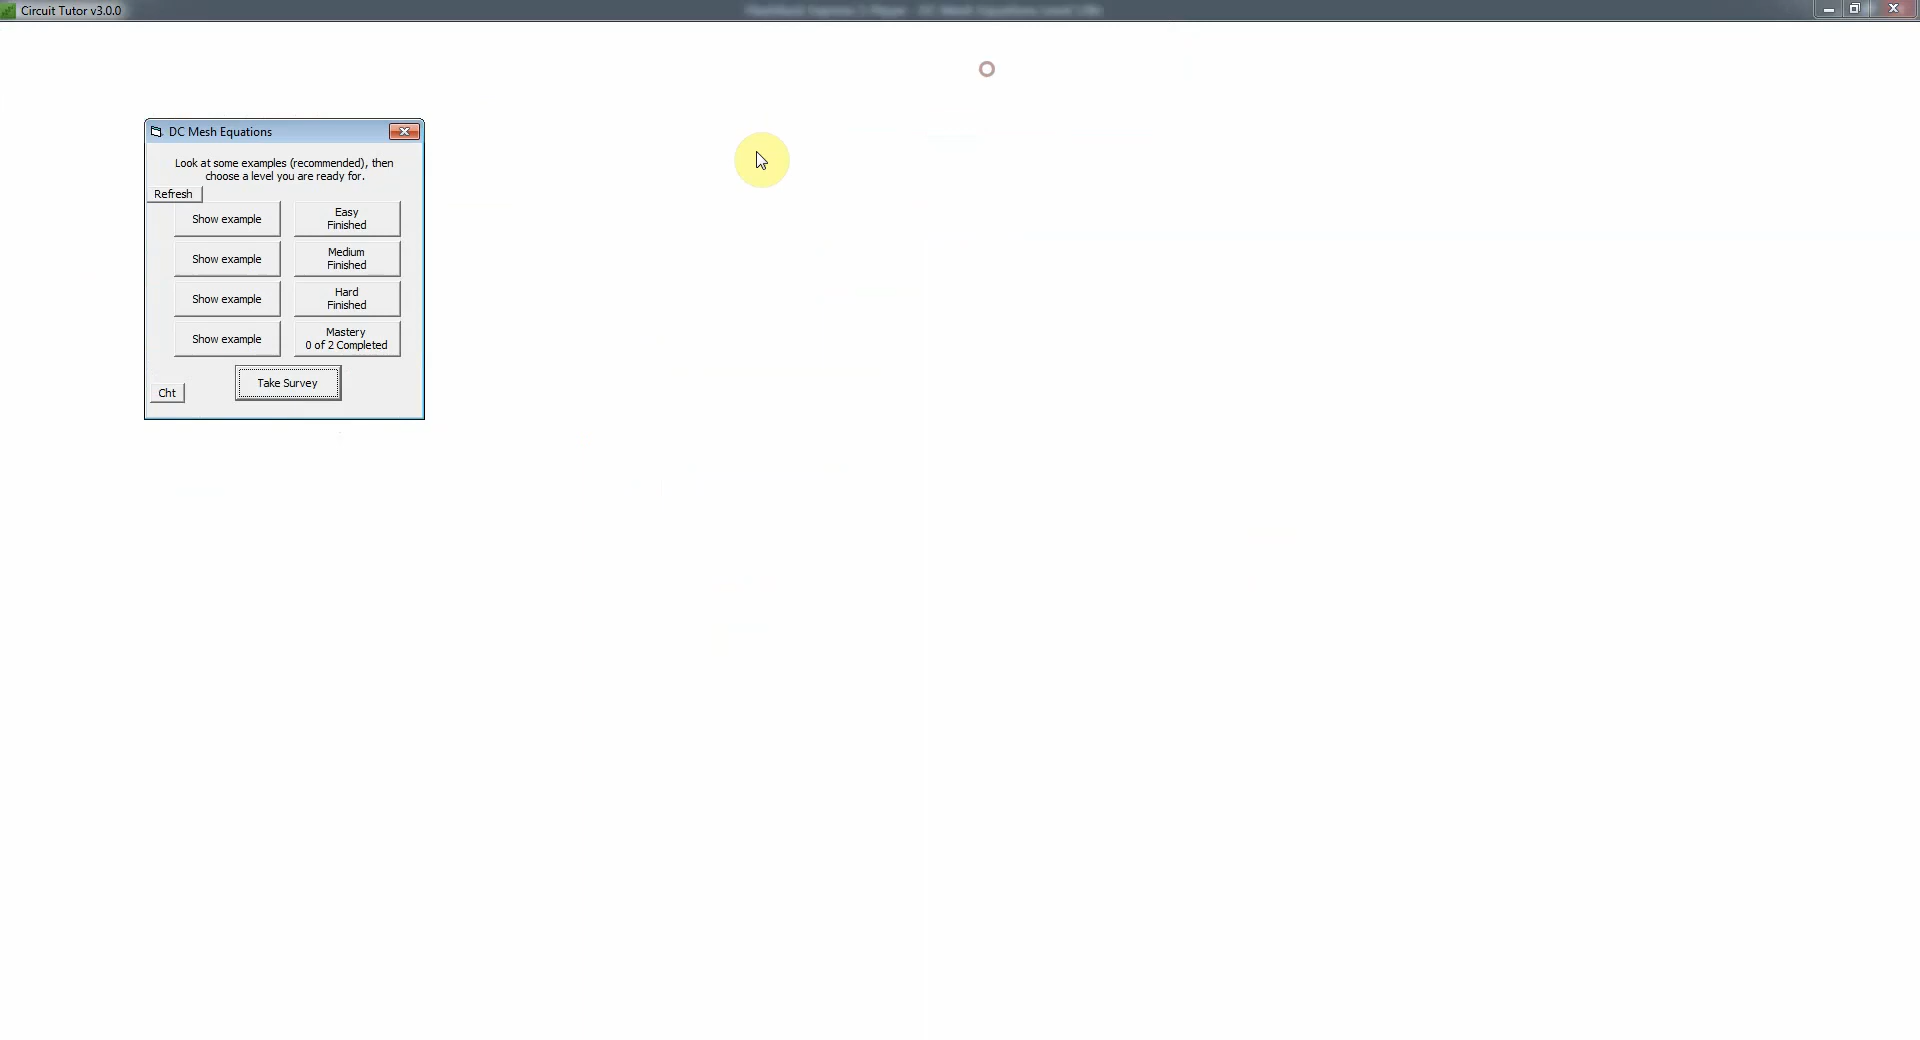 Circuit Tutor v3.0.0
DC Mesh Equations
Look at some examples (recommended), then
choose a level you are ready for.
Refresh
Show example
Easy
Finished
Show example
Medium
Finished
Show example
Hard
Finished
Show example
Mastery
0 of 2 Completed
Take Survey
Cht